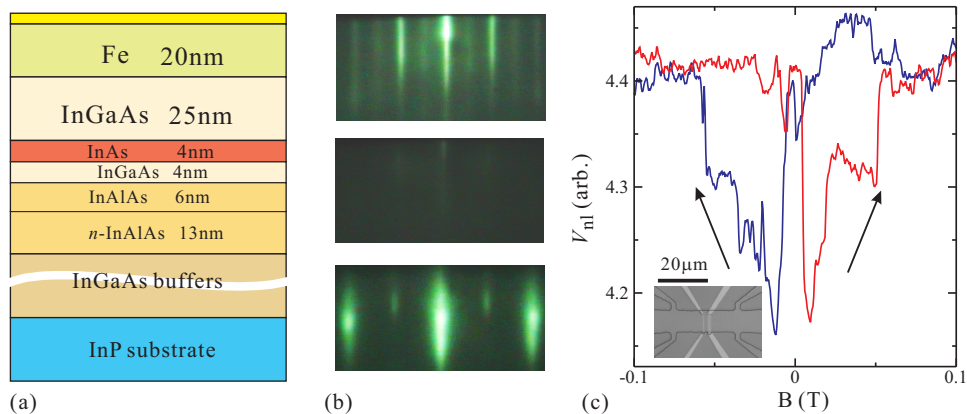 Fe 20nm
InGaAs 25nm
InAs 4nm
InGaAs 4nm
InAlAs 6nm
n-InAlAs 13nm
InGaAs buffers
InP substrate
(a)
(b)
4.4
4.3
4.2
Vnl (arb.)
20μm
-0.1 0 0.1
B (T)
(c)